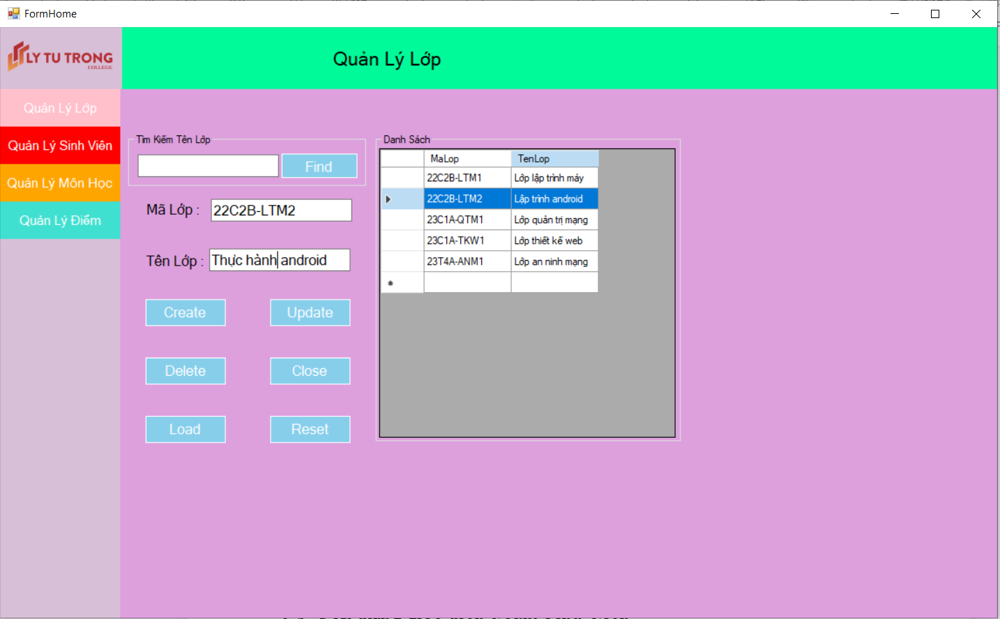 FormHome
LY TU TRONG
COLLEGE
Quản Lý Lớp
Quản Lý Lớp
Quản Lý Sinh Viên
Quản Lý Môn Học
Quản Lý Điểm
Tìm Kiếm Tên Lớp
Find
Mã Lớp : 22C2B-LTM2
Tên Lớp : Thực hành android
Create Update
Delete Close
Load Reset
Danh Sách
MaLop TenLop
22C2B-LTM1 Lớp lập trình máy
22C2B-LTM2 Lập trình android
23C1A-QTM1 Lớp quản trị mạng
23C1A-TKW1 Lớp thiết kế web
23T4A-ANM1 Lớp an ninh mạng